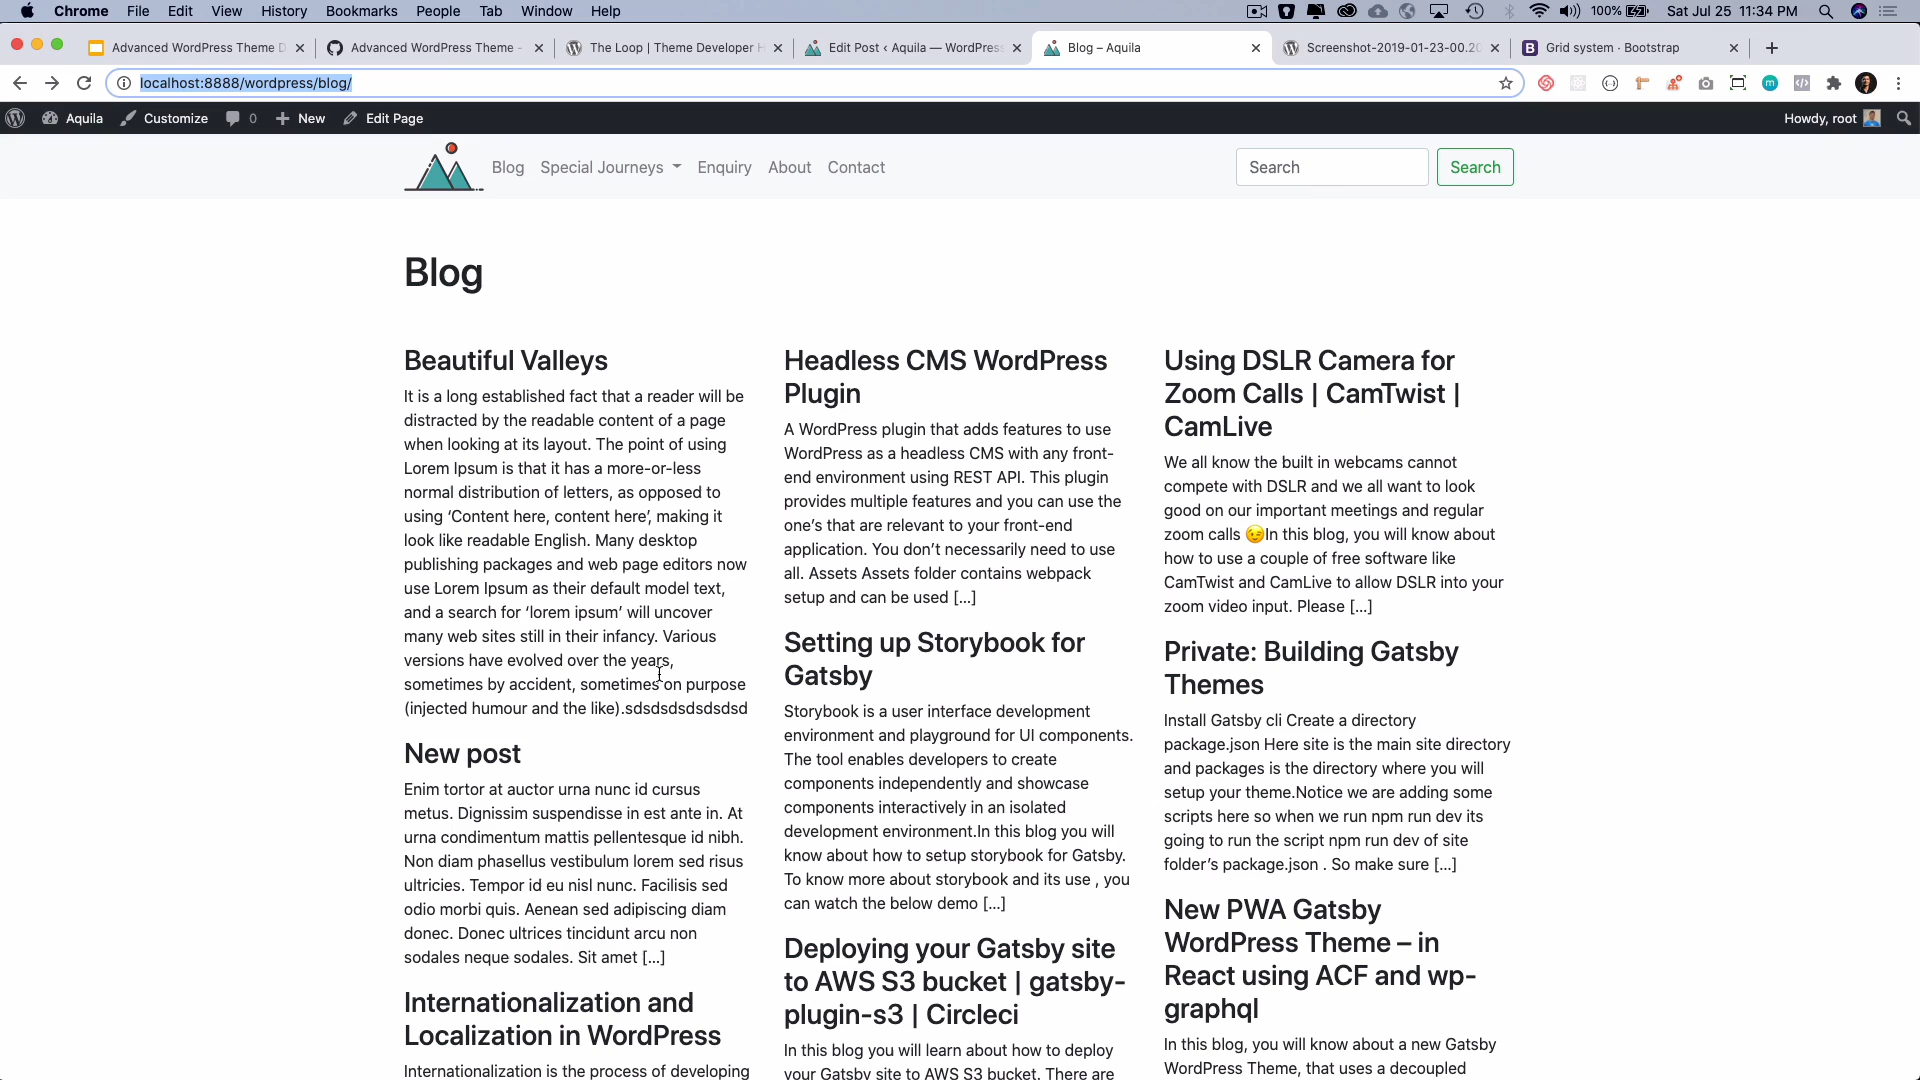 Chrome File Edit View History Bookmarks People Tab Window Help
100% Sat Jul 25 11:34 PM
Advanced WordPress Theme D
Advanced WordPress Theme -
The Loop | Theme Developer H
Edit Post ‹ Aquila — WordPress
Blog – Aquila
Screenshot-2019-01-23-00.20
Grid system · Bootstrap
localhost:8888/wordpress/blog/
Aquila Customize 0 New Edit Page
Howdy, root
Blog Special Journeys Enquiry About Contact
Search
Search
Blog
Beautiful Valleys
It is a long established fact that a reader will be
distracted by the readable content of a page
when looking at its layout. The point of using
Lorem Ipsum is that it has a more-or-less
normal distribution of letters, as opposed to
using ‘Content here, content here’, making it
look like readable English. Many desktop
publishing packages and web page editors now
use Lorem Ipsum as their default model text,
and a search for ‘lorem ipsum’ will uncover
many web sites still in their infancy. Various
versions have evolved over the years,
sometimes by accident, sometimes on purpose
(injected humour and the like).sdsdsdsdsdsdsd
New post
Enim tortor at auctor urna nunc id cursus
metus. Dignissim suspendisse in est ante in. At
urna condimentum mattis pellentesque id nibh.
Non diam phasellus vestibulum lorem sed risus
ultricies. Tempor id eu nisl nunc. Facilisis sed
odio morbi quis. Aenean sed adipiscing diam
donec. Donec ultrices tincidunt arcu non
sodales neque sodales. Sit amet […]
Internationalization and
Localization in WordPress
Internationalization is the process of developing
Headless CMS WordPress
Plugin
A WordPress plugin that adds features to use
WordPress as a headless CMS with any front-
end environment using REST API. This plugin
provides multiple features and you can use the
one’s that are relevant to your front-end
application. You don’t necessarily need to use
all. Assets Assets folder contains webpack
setup and can be used […]
Setting up Storybook for
Gatsby
Storybook is a user interface development
environment and playground for UI components.
The tool enables developers to create
components independently and showcase
components interactively in an isolated
development environment.In this blog you will
know about how to setup storybook for Gatsby.
To know more about storybook and its use , you
can watch the below demo […]
Deploying your Gatsby site
to AWS S3 bucket | gatsby-
plugin-s3 | Circleci
In this blog you will learn about how to deploy
your Gatsby site to AWS S3 bucket. There are
Using DSLR Camera for
Zoom Calls | CamTwist |
CamLive
We all know the built in webcams cannot
compete with DSLR and we all want to look
good on our important meetings and regular
zoom calls 😉In this blog, you will know about
how to use a couple of free software like
CamTwist and CamLive to allow DSLR into your
zoom video input. Please […]
Private: Building Gatsby
Themes
Install Gatsby cli Create a directory
package.json Here site is the main site directory
and packages is the directory where you will
setup your theme.Notice we are adding some
scripts here so when we run npm run dev its
going to run the script npm run dev of site
folder’s package.json . So make sure […]
New PWA Gatsby
WordPress Theme – in
React using ACF and wp-
graphql
In this blog, you will know about a new Gatsby
WordPress Theme, that uses a decoupled